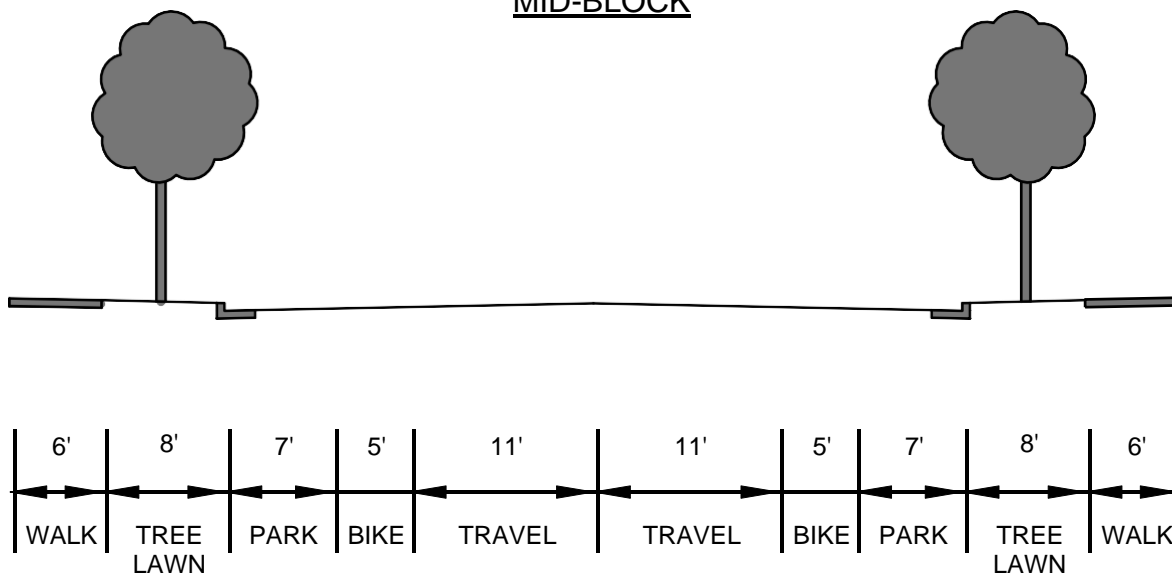 MID-BLOCK
6' 8' 7' 5' 11' 11' 5' 7' 8' 6'
WALK TREE PARK BIKE TRAVEL TRAVEL BIKE PARK TREE WALK
LAWN LAWN